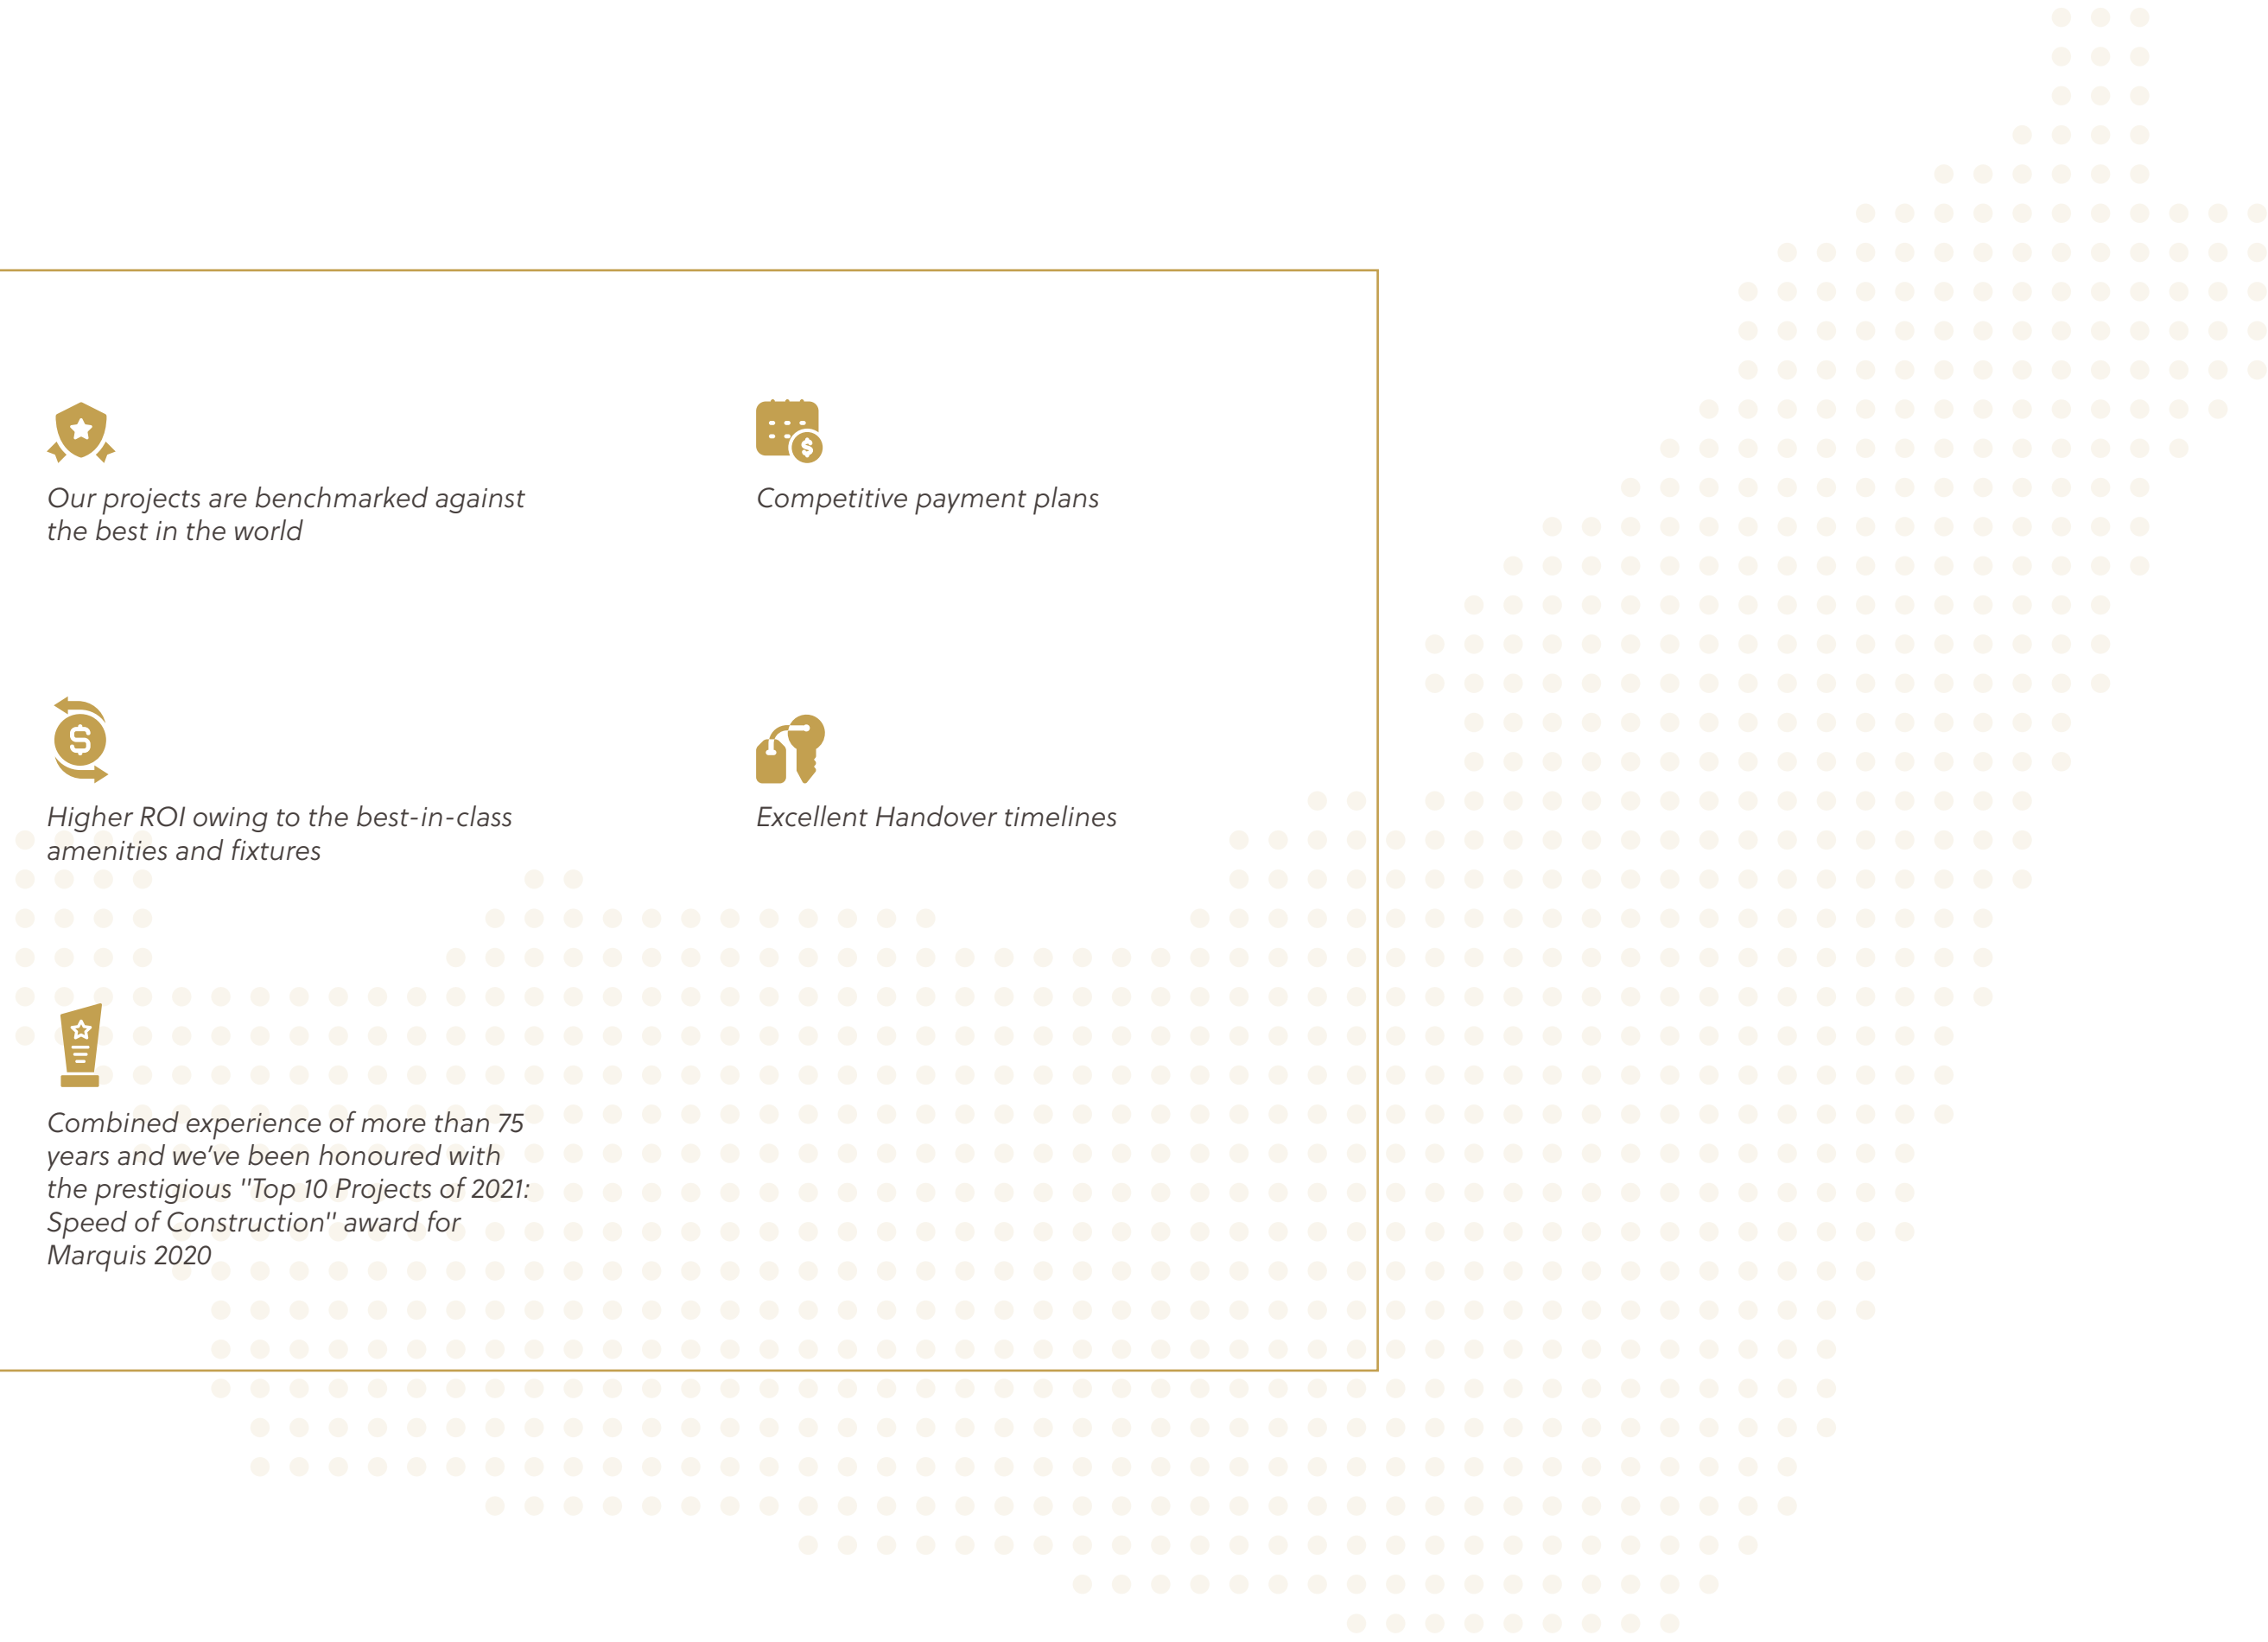 Our projects are benchmarked against
the best in the world
Competitive payment plans
Higher ROI owing to the best-in-class
amenities and fixtures
Excellent Handover timelines
Combined experience of more than 75
years and we've been honoured with
the prestigious "Top 10 Projects of 2021:
Speed of Construction" award for
Marquis 2020